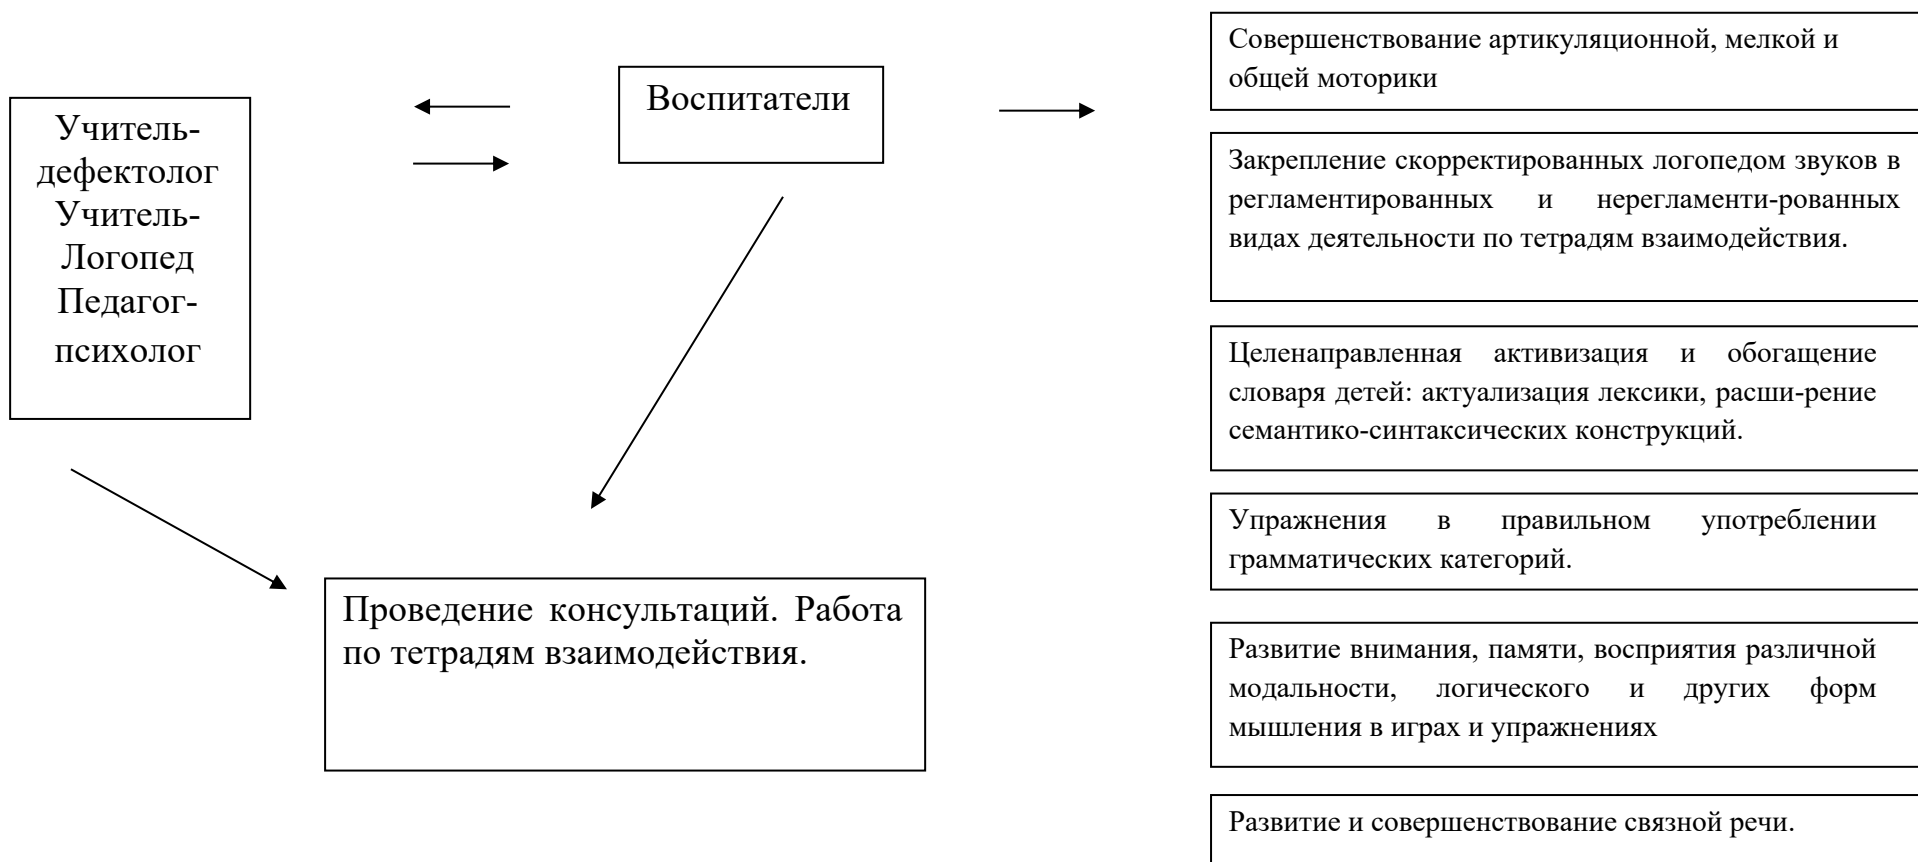 Учитель-
дефектолог
Учитель-
Логопед
Педагог-
психолог
Воспитатели
Проведение консультаций. Работа
по тетрадям взаимодействия.
Совершенствование артикуляционной, мелкой и
общей моторики
Закрепление скорректированных логопедом звуков в
регламентированных и нерегламенти-рованных
видах деятельности по тетрадям взаимодействия.
Целенаправленная активизация и обогащение
словаря детей: актуализация лексики, расши-рение
семантико-синтаксических конструкций.
Упражнения в правильном употреблении
грамматических категорий.
Развитие внимания, памяти, восприятия различной
модальности, логического и других форм
мышления в играх и упражнениях
Развитие и совершенствование связной речи.